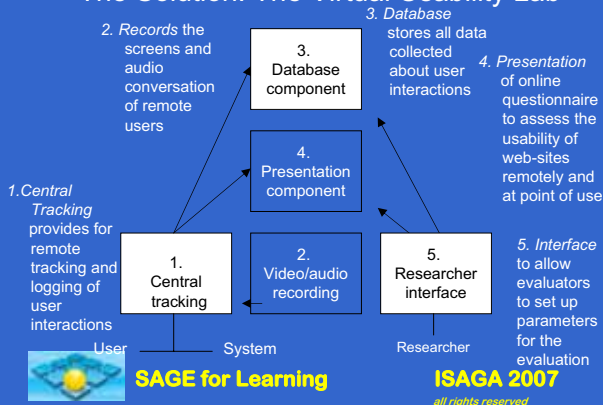 The Solution: The Virtual Usability Lab
2. Records the
screens and
audio
conversation
of remote
users
3.
Database
component
3. Database
stores all data
collected
about user
interactions
4. Presentation
of online
questionnaire
to assess the
usability of
web-sites
remotely and
at point of use
4.
Presentation
component
1.Central
Tracking
provides for
remote
tracking and
logging of
user
interactions
1.
Central
tracking
2.
Video/audio
recording
5.
Researcher
interface
5. Interface
to allow
evaluators
to set up
parameters
for the
evaluation
User
System
Researcher
SAGE for Learning
ISAGA 2007
all rights reserved